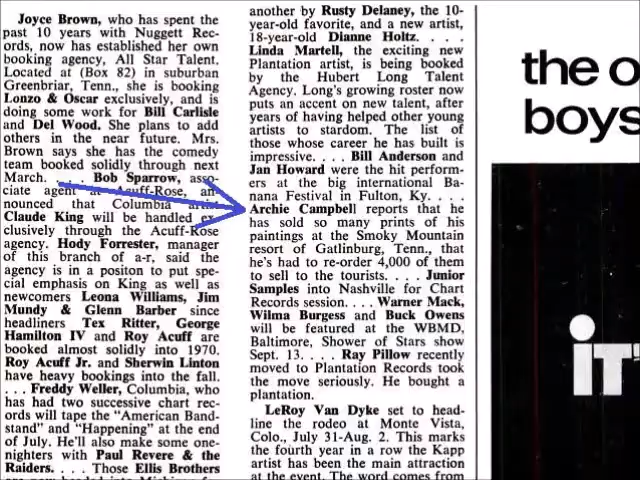 Joyce Brown, who has spent the
past 10 years with Nuggett Rec-
ords, now has established her own
booking agency, All Star Talent.
Located at (Box 82) in suburban
Greenbriar, Tenn., she is booking
Lonzo & Oscar exclusively, and is
doing some work for Bill Carlisle
and Del Wood. She plans to add
others in the near future. Mrs.
Brown says she has the comedy
team booked solidly through next
March. . . . Bob Sparrow, asso-
ciate agent at Acuff-Rose, an-
nounced that Columbia artist
Claude King will be handled ex-
clusively through the Acuff-Rose
agency. Hody Forrester, manager
of this branch of a-r, said the
agency is in a positon to put spe-
cial emphasis on King as well as
newcomers Leona Williams, Jim
Mundy & Glenn Barber since
headliners Tex Ritter, George
Hamilton IV and Roy Acuff are
booked almost solidly into 1970.
Roy Acuff Jr. and Sherwin Linton
have heavy bookings into the fall.
. . . Freddy Weller, Columbia, who
has had two successive chart rec-
ords will tape the "American Band-
stand" and "Happening" at the end
of July. He'll also make some one-
nighters with Paul Revere & the
Raiders. . . . Those Ellis Brothers
another by Rusty Delaney, the 10-
year-old favorite, and a new artist,
18-year-old Dianne Holtz. . . .
Linda Martell, the exciting new
Plantation artist, is being booked
by the Hubert Long Talent
Agency. Long's growing roster now
puts an accent on new talent, after
years of having helped other young
artists to stardom. The list of
those whose career he has built is
impressive. . . . Bill Anderson and
Jan Howard were the hit perform-
ers at the big international Ba-
nana Festival in Fulton, Ky. . . .
Archie Campbell reports that he
has sold so many prints of his
paintings at the Smoky Mountain
resort of Gatlinburg, Tenn., that
he's had to re-order 4,000 of them
to sell to the tourists. . . . Junior
Samples into Nashville for Chart
Records session. . . . Warner Mack,
Wilma Burgess and Buck Owens
will be featured at the WBMD,
Baltimore, Shower of Stars show
Sept. 13. . . . Ray Pillow recently
moved to Plantation Records took
the move seriously. He bought a
plantation.
LeRoy Van Dyke set to head-
line the rodeo at Monte Vista,
Colo., July 31-Aug. 2. This marks
the fourth year in a row the Kapp
artist has been the main attraction
at the event. The word comes from
the o
boys
iT